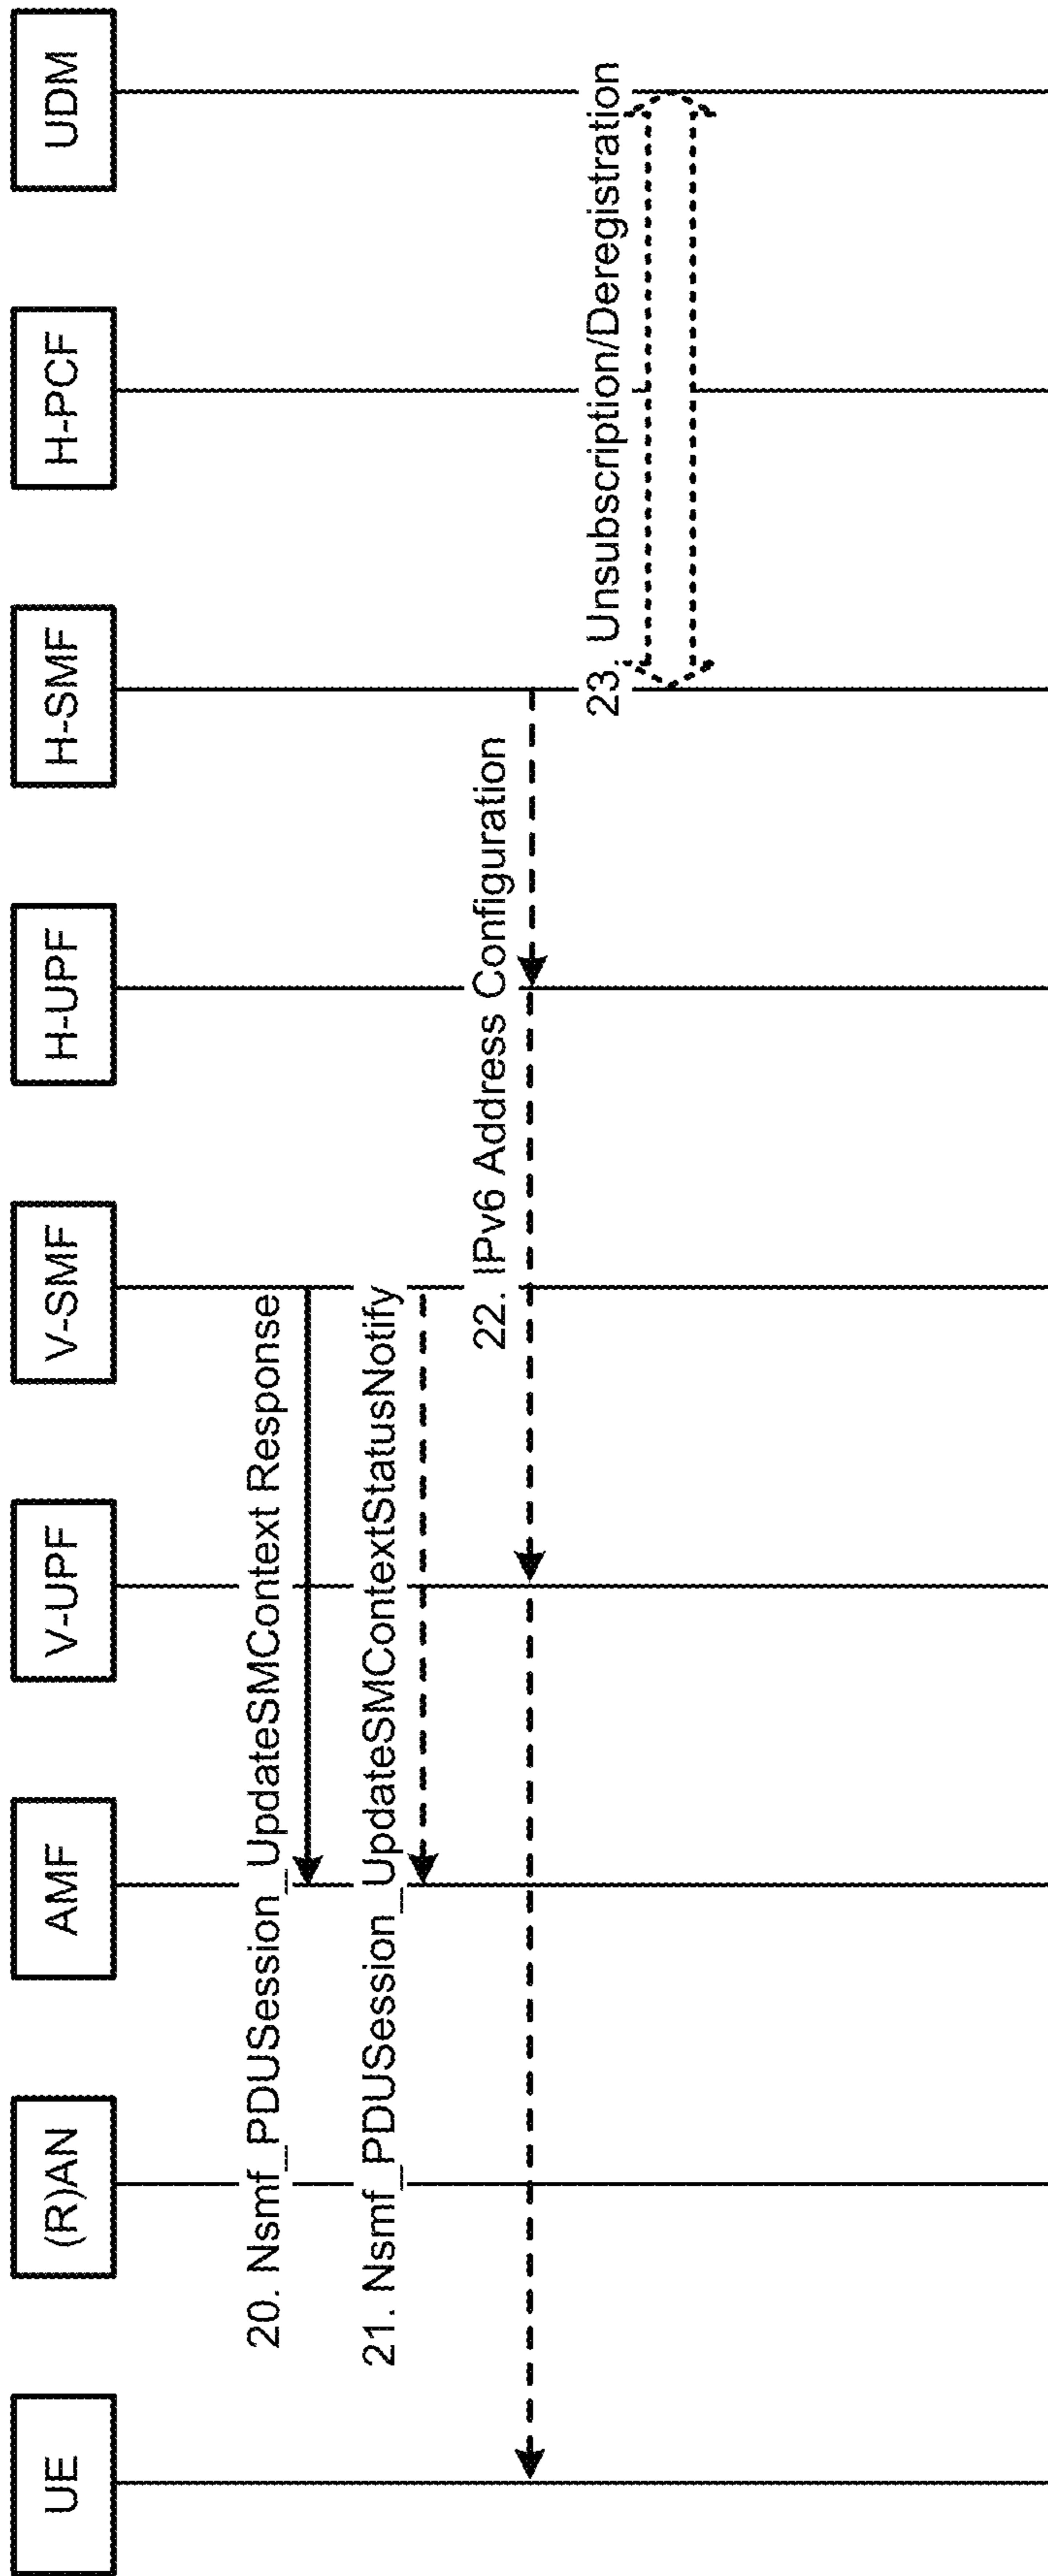 UE
(R)AN
AMF
V-UPF
V-SMF
H-UPF
H-SMF
H-PCF
UDM
20. Nsmf_PDUSession_UpdateSMContext Response
21. Nsmf_PDUSession_UpdateSMContextStatusNotify
22. IPv6 Address Configuration
23. Unsubscription/Deregistration